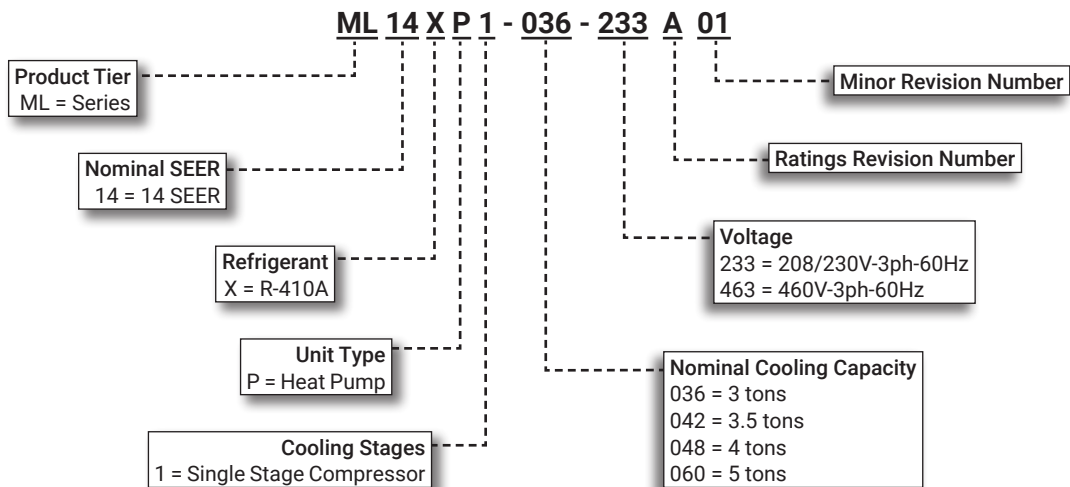 ML 14 X P 1 - 036 - 233 A 01
Product Tier
ML = Series
Minor Revision Number
Nominal SEER
14 = 14 SEER
Ratings Revision Number
Refrigerant
X = R-410A
Voltage
233 = 208/230V-3ph-60Hz
463 = 460V-3ph-60Hz
Unit Type
P = Heat Pump
Nominal Cooling Capacity
036 = 3 tons
042 = 3.5 tons
048 = 4 tons
060 = 5 tons
Cooling Stages
1 = Single Stage Compressor